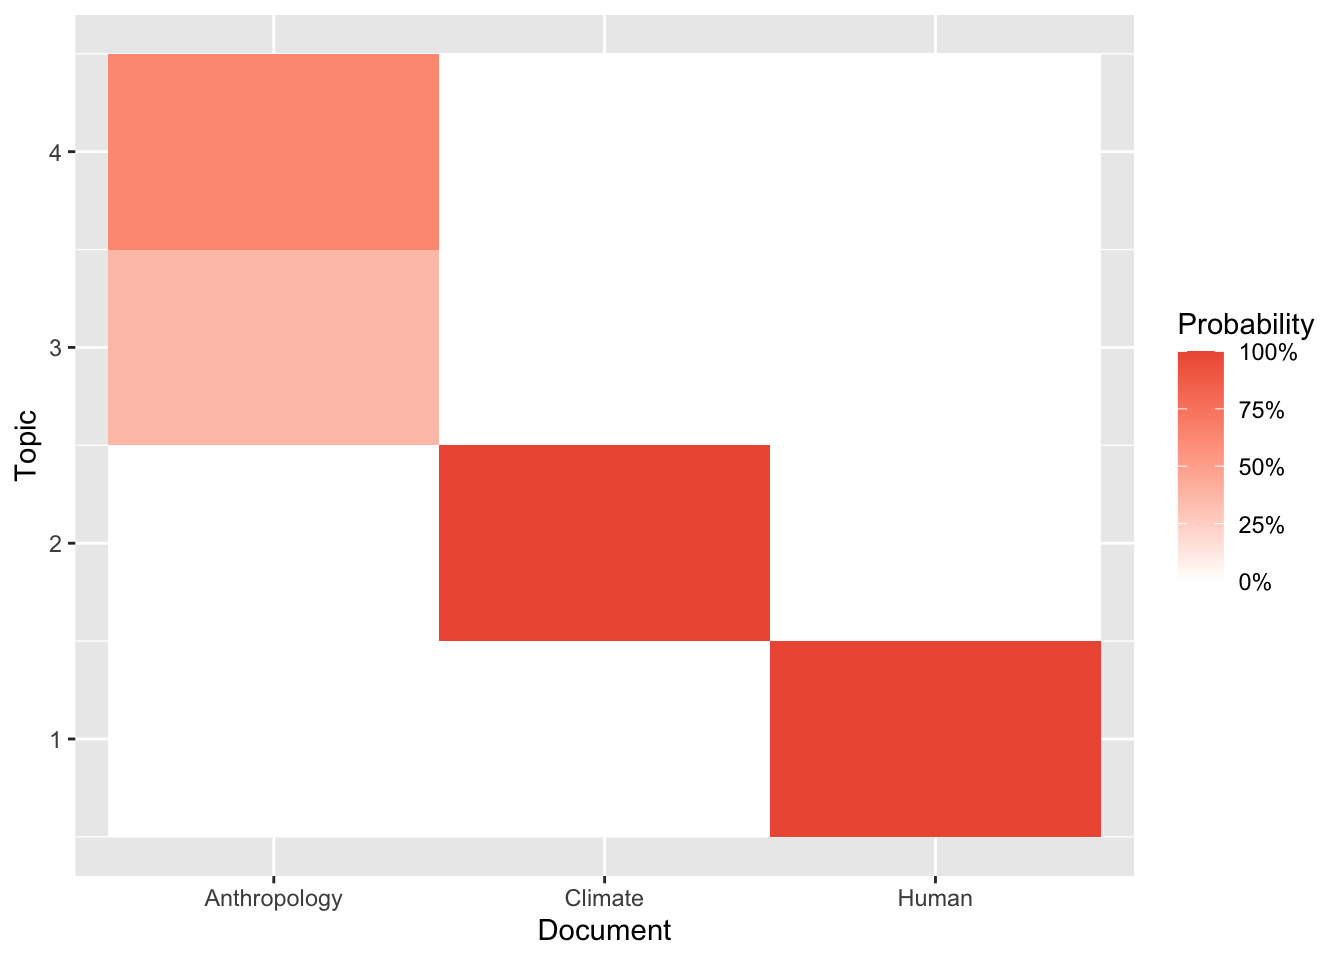 4
3
2
1
Topic
Anthropology
Climate
Human
Document
Probability
100%
75%
50%
25%
0%